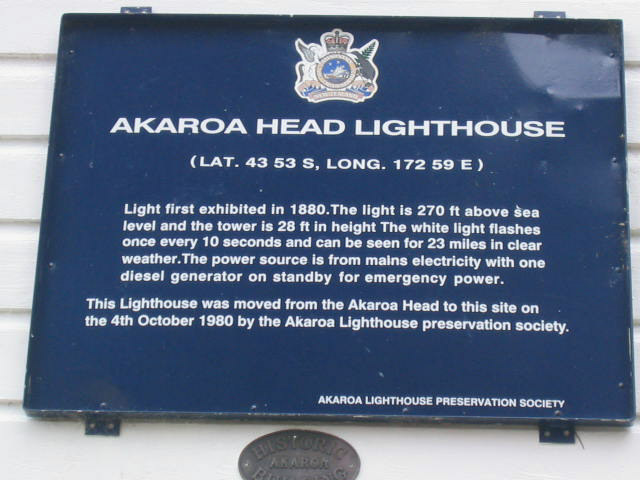 AKAROA HEAD LIGHTHOUSE
(LAT. 43 53 S, LONG. 172 59 E)
Light first exhibited in 1880.The light is 270 ft above sea
level and the tower is 28 ft in height The white light flashes
once every 10 seconds and can be seen for 23 miles in clear
weather.The power source is from mains electricity with one
diesel generator on standby for emergency power.
This Lighthouse was moved from the Akaroa Head to this site on
the 4th October 1980 by the Akaroa Lighthouse preservation society.
AKAROA LIGHTHOUSE PRESERVATION SOCIETY
HISTORIC
AKAROA
BUILDING